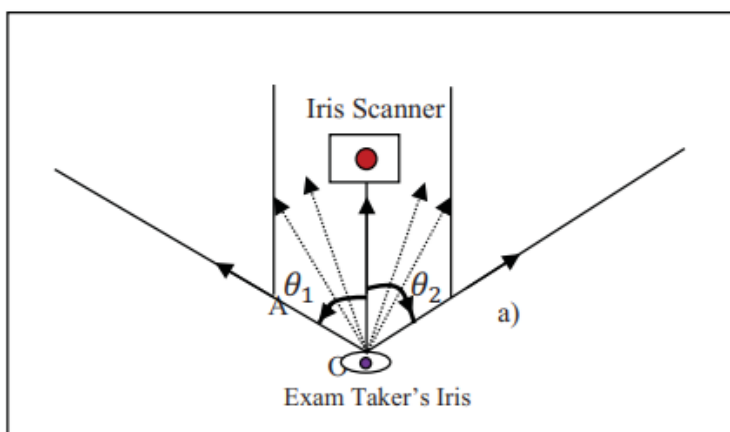 Iris Scanner
θ₁ θ₂
A
a)
Exam Taker's Iris